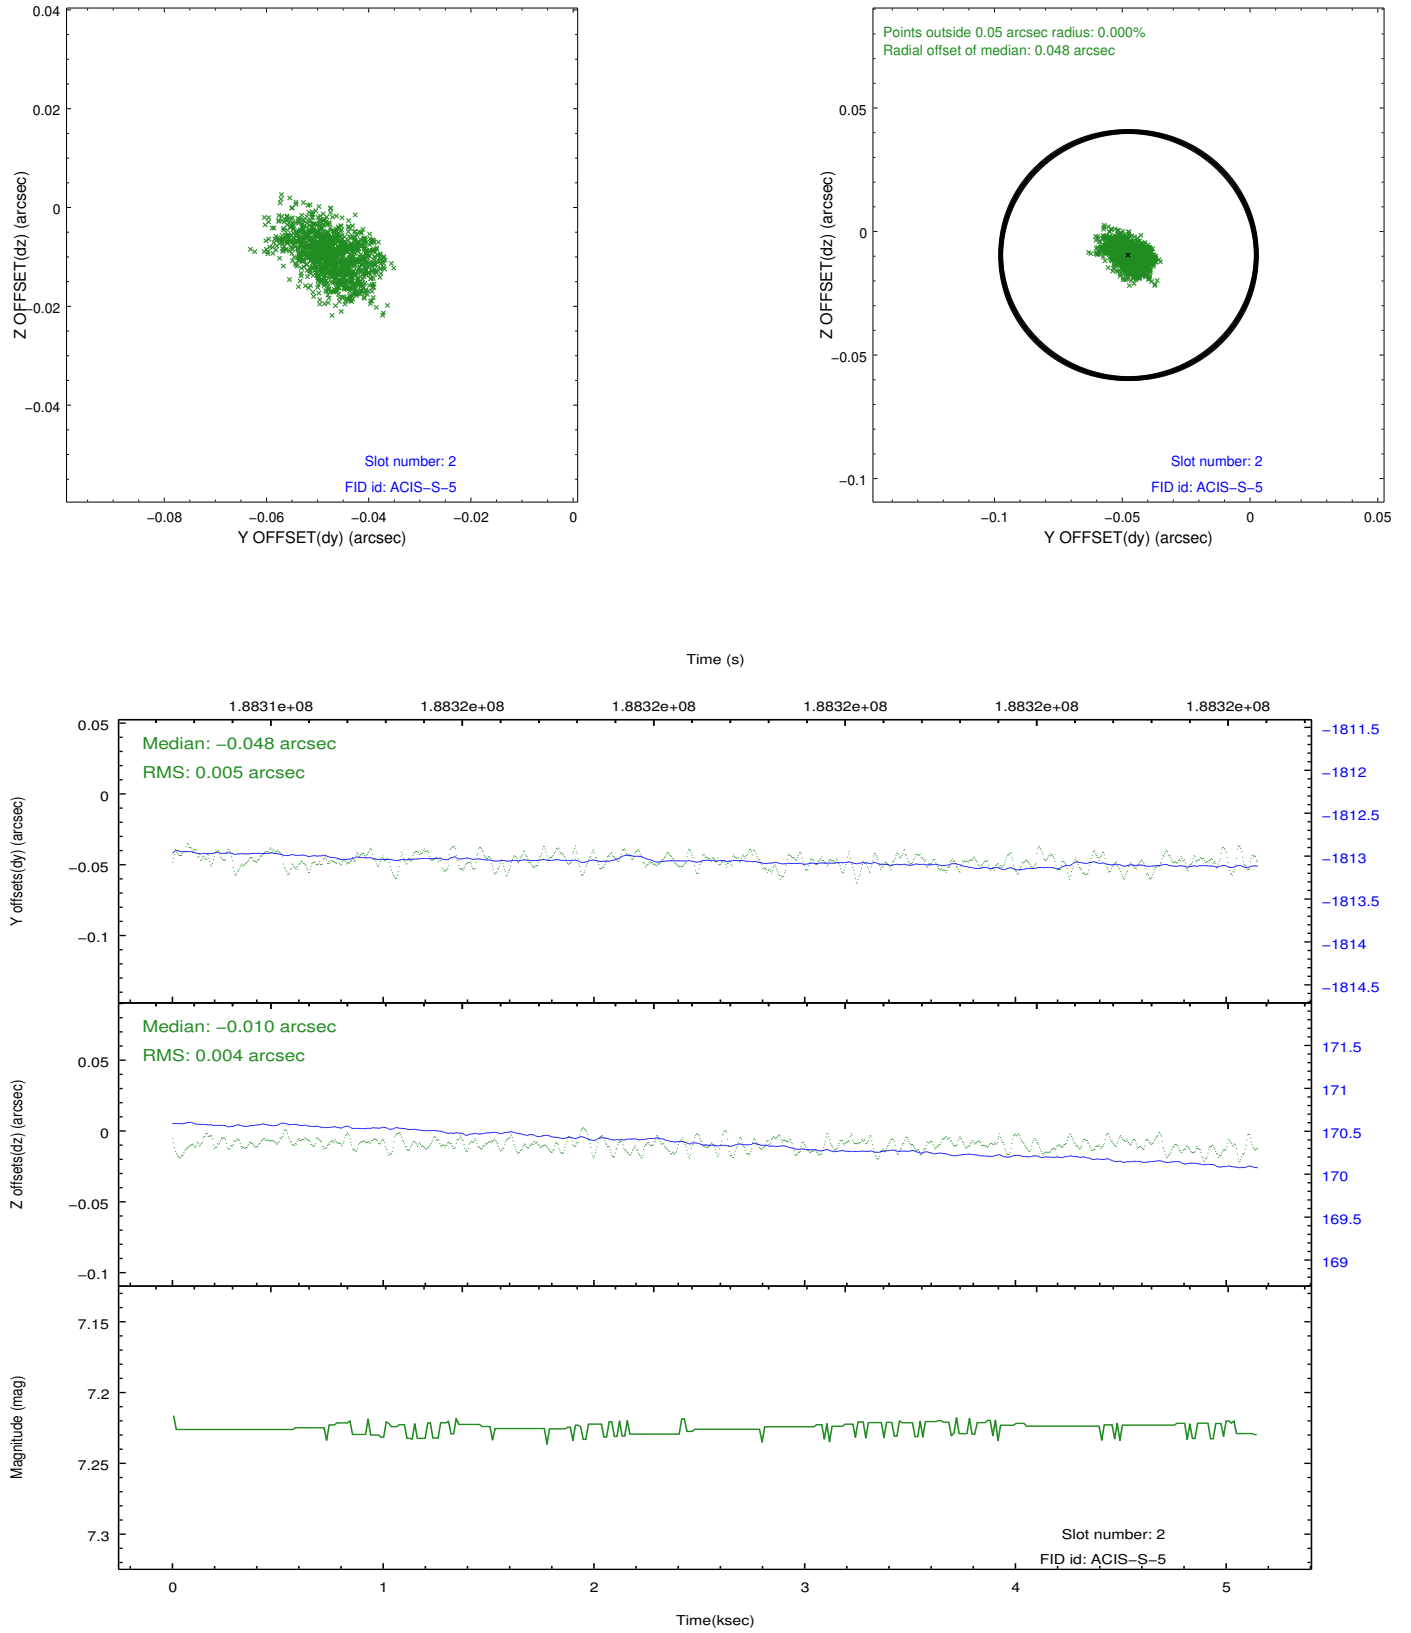 0.04
0.02
0
−0.02
−0.04
Z OFFSET(dz) (arcsec)
Slot number: 2
FID id: ACIS−S−5
−0.08 −0.06 −0.04 −0.02 0
Y OFFSET(dy) (arcsec)
Points outside 0.05 arcsec radius: 0.000%
Radial offset of median: 0.048 arcsec
0.05
0
−0.05
−0.1
Z OFFSET(dz) (arcsec)
Slot number: 2
FID id: ACIS−S−5
−0.1 −0.05 0 0.05
Y OFFSET(dy) (arcsec)
Time (s)
1.8831e+08 1.8832e+08 1.8832e+08 1.8832e+08 1.8832e+08 1.8832e+08
Median: −0.048 arcsec
RMS: 0.005 arcsec
0.05
0
−0.05
−0.1
Y offsets(dy) (arcsec)
−1811.5
−1812
−1812.5
−1813
−1813.5
−1814
−1814.5
Median: −0.010 arcsec
RMS: 0.004 arcsec
0.05
0
−0.05
−0.1
Z offsets(dz) (arcsec)
171.5
171
170.5
170
169.5
169
7.15
7.2
7.25
7.3
Magnitude (mag)
Slot number: 2
FID id: ACIS−S−5
0 1 2 3 4 5
Time(ksec)